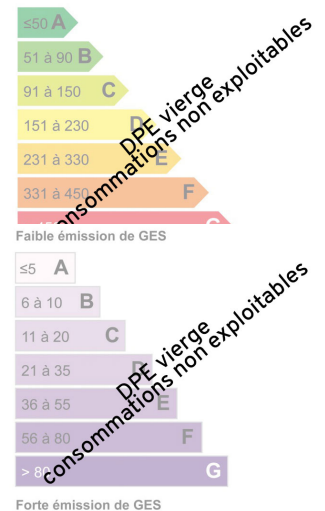 ≤50 A
51 à 90 B
91 à 150 C
151 à 230 D
231 à 330 E
331 à 450 F
G
DPE vierge
consommations non exploitables
Faible émission de GES
≤5 A
6 à 10 B
11 à 20 C
21 à 35 D
36 à 55 E
56 à 80 F
> 80 G
DPE vierge
consommations non exploitables
Forte émission de GES